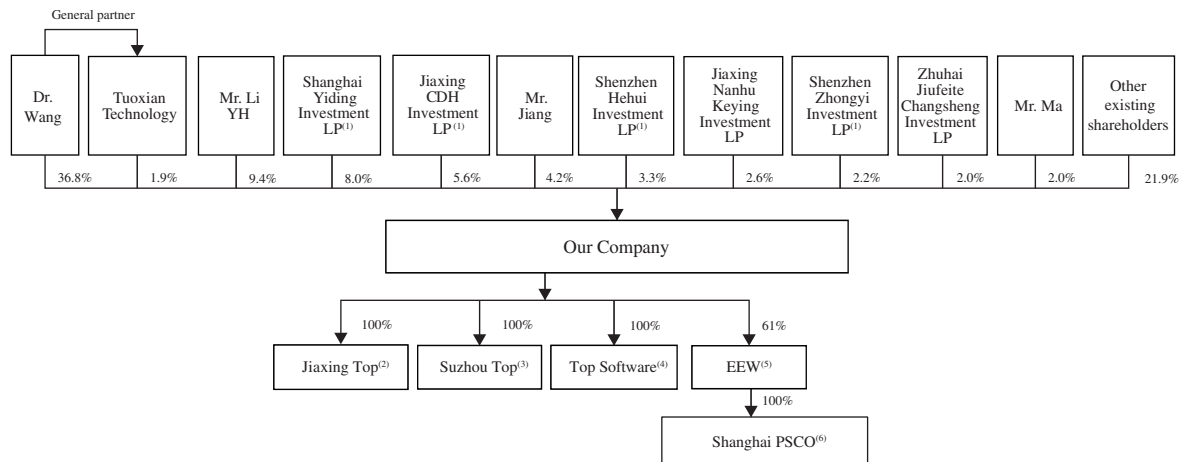 General partner
Dr.
Wang
Tuoxian
Technology
Mr. Li
YH
Shanghai
Yiding
Investment
LP(1)
Jiaxing
CDH
Investment
LP(1)
Mr.
Jiang
Shenzhen
Hehui
Investment
LP(1)
Jiaxing
Nanhu
Keying
Investment
LP
Shenzhen
Zhongyi
Investment
LP(1)
Zhuhai
Jiufeite
Changsheng
Investment
LP
Mr. Ma
Other
existing
shareholders
36.8%
1.9%
9.4%
8.0%
5.6%
4.2%
3.3%
2.6%
2.2%
2.0%
2.0%
21.9%
Our Company
100%
100%
100%
61%
Jiaxing Top(2)
Suzhou Top(3)
Top Software(4)
EEW(5)
100%
Shanghai PSCO(6)